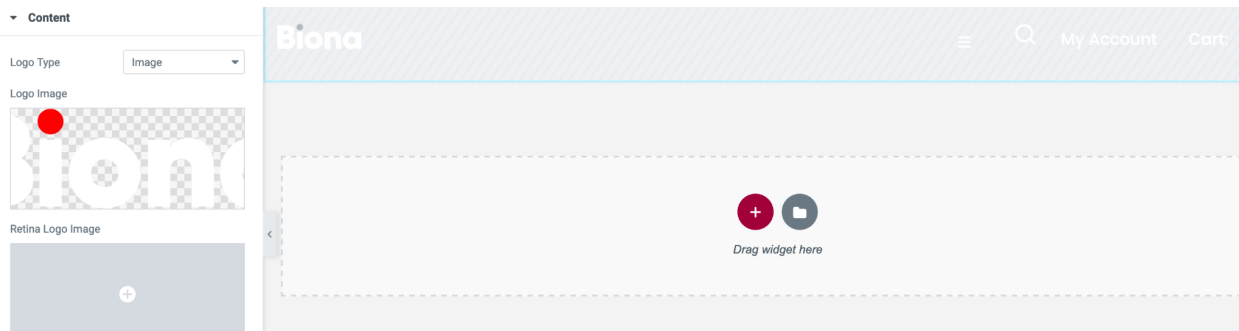 Content
Logo Type
Image
Logo Image
Biona
Retina Logo Image
Biona
My Account
Cart:
Drag widget here